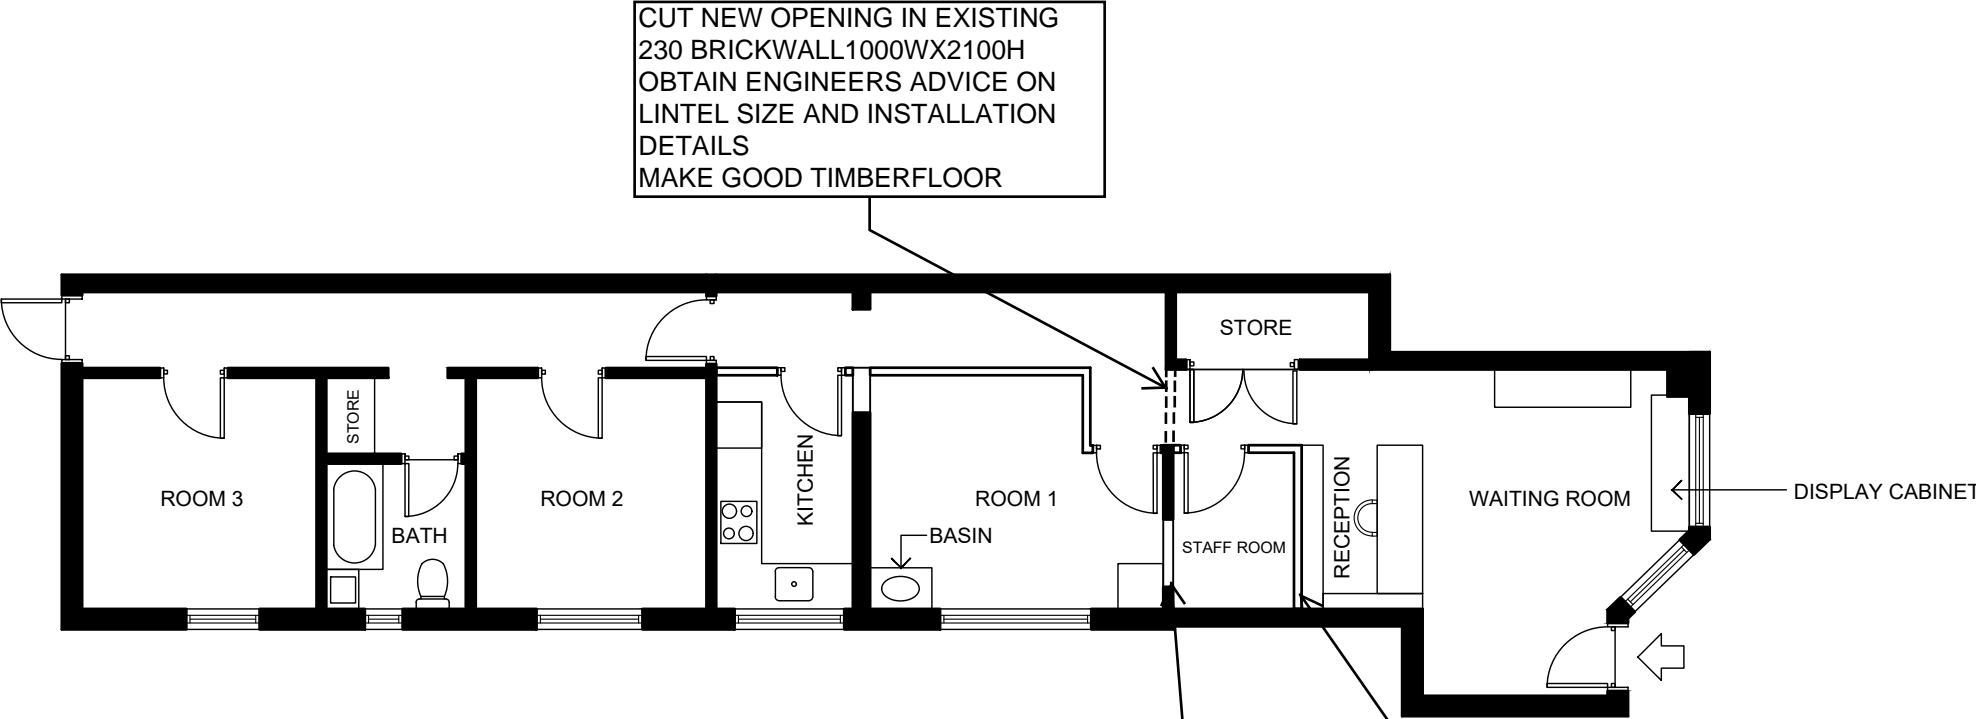 CUT NEW OPENING IN EXISTING
230 BRICKWALL1000WX2100H
OBTAIN ENGINEERS ADVICE ON
LINTEL SIZE AND INSTALLATION
DETAILS
MAKE GOOD TIMBERFLOOR
STORE
STORE
ROOM 3
BATH
ROOM 2
KITCHEN
BASIN
ROOM 1
STAFF ROOM
RECEPTION
WAITING ROOM
DISPLAY CABINET